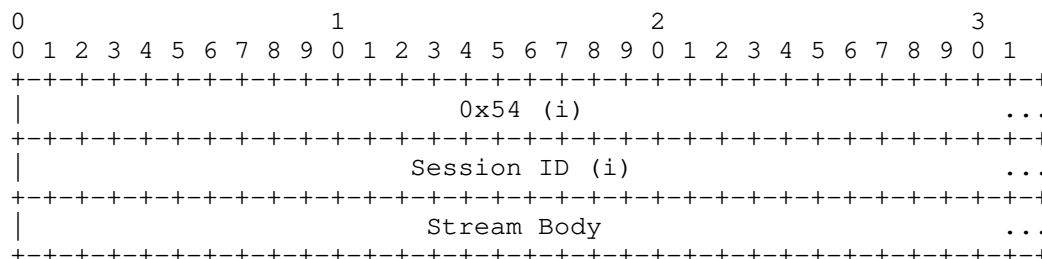 0                   1                   2                   3
0 1 2 3 4 5 6 7 8 9 0 1 2 3 4 5 6 7 8 9 0 1 2 3 4 5 6 7 8 9 0 1
+-+-+-+-+-+-+-+-+-+-+-+-+-+-+-+-+-+-+-+-+-+-+-+-+-+-+-+-+-+-+-+-+
|                           0x54 (i)                          ...
+-+-+-+-+-+-+-+-+-+-+-+-+-+-+-+-+-+-+-+-+-+-+-+-+-+-+-+-+-+-+-+-+
|                        Session ID (i)                       ...
+-+-+-+-+-+-+-+-+-+-+-+-+-+-+-+-+-+-+-+-+-+-+-+-+-+-+-+-+-+-+-+-+
|                         Stream Body                         ...
+-+-+-+-+-+-+-+-+-+-+-+-+-+-+-+-+-+-+-+-+-+-+-+-+-+-+-+-+-+-+-+-+